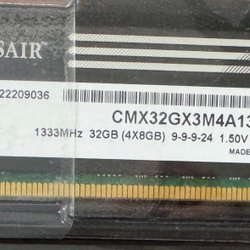 SAIR
22209036
CMX32GX3M4A13
1333MHz 32GB (4X8GB) 9-9-9-24 1.50V
MADE